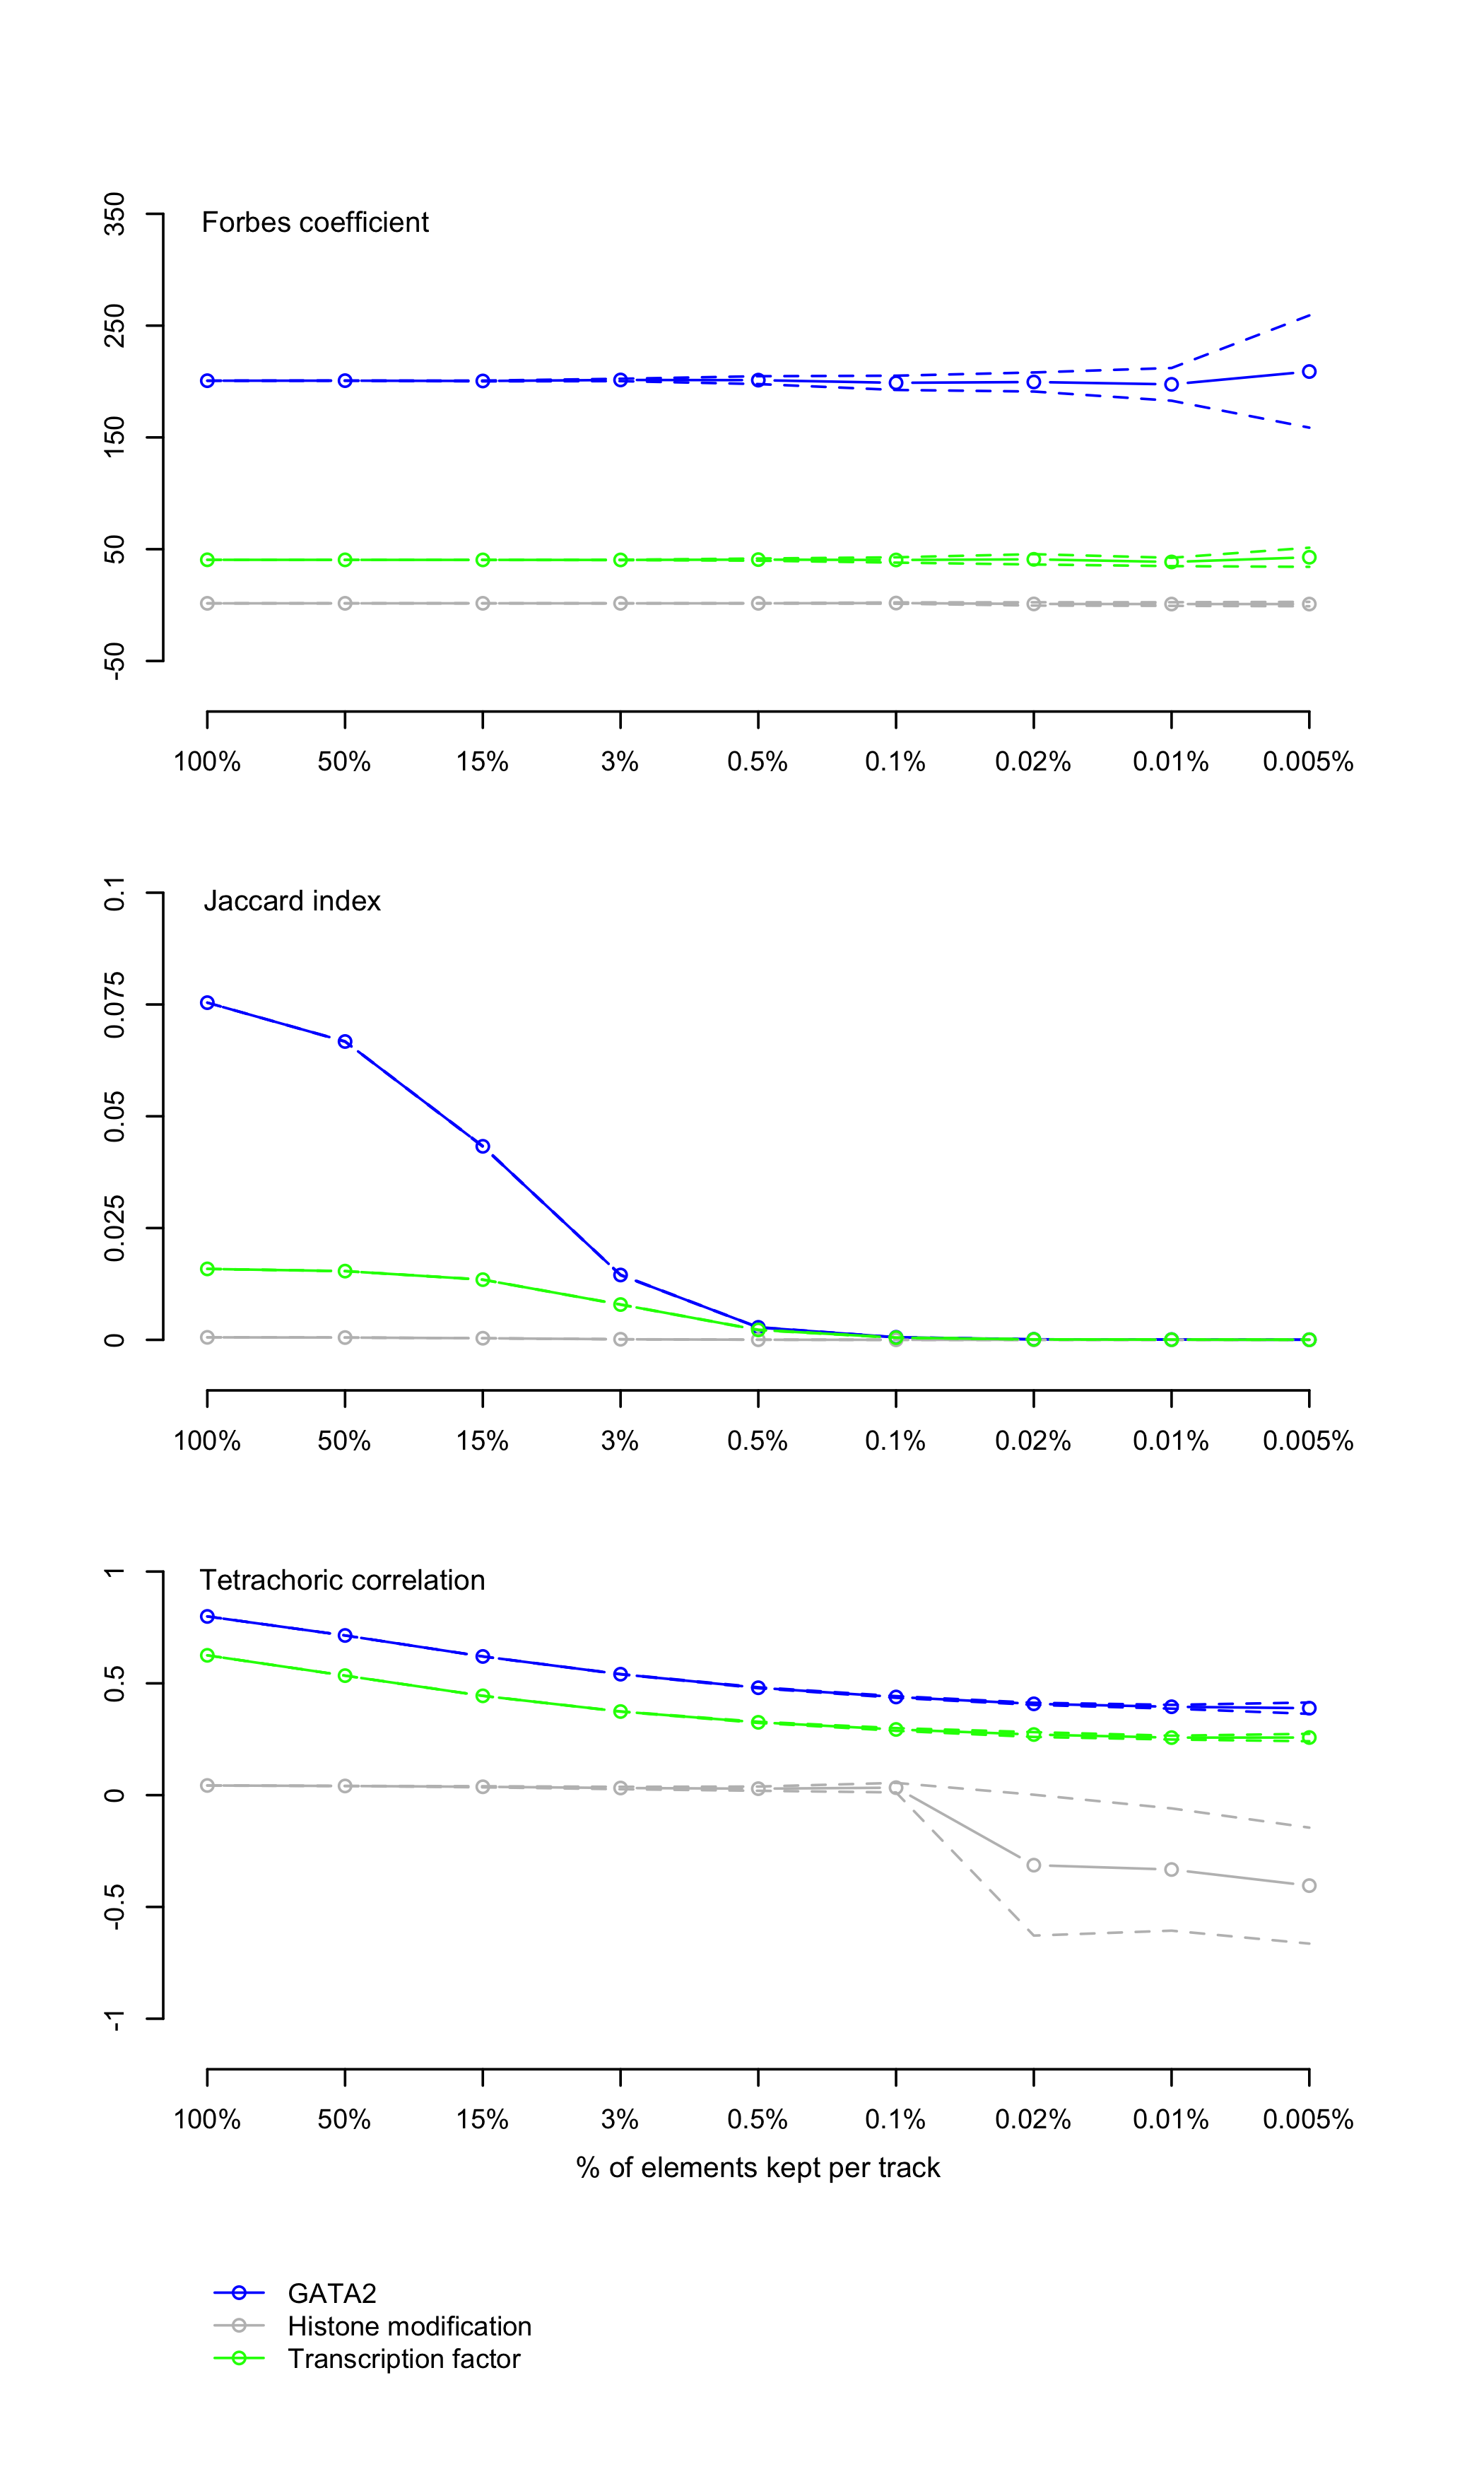 Forbes coefficient
350
250
150
50
-50
100% 50% 15% 3% 0.5% 0.1% 0.02% 0.01% 0.005%
Jaccard index
0.1
0.075
0.05
0.025
0
100% 50% 15% 3% 0.5% 0.1% 0.02% 0.01% 0.005%
Tetrachoric correlation
1
0.5
0
-0.5
-1
100% 50% 15% 3% 0.5% 0.1% 0.02% 0.01% 0.005%
% of elements kept per track
GATA2
Histone modification
Transcription factor